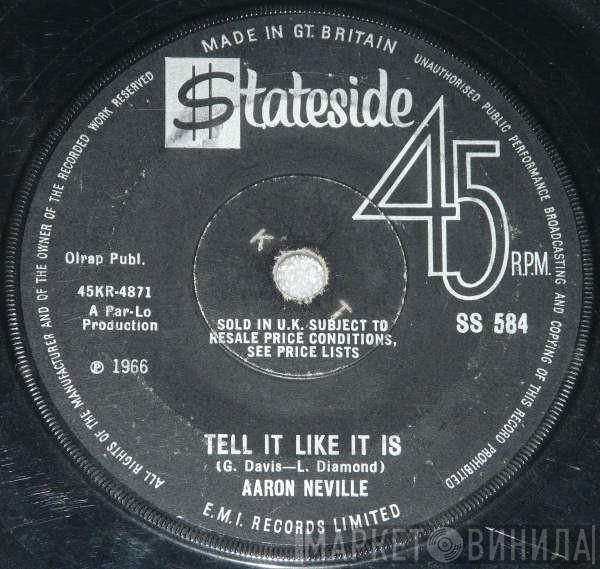 MADE IN GT. BRITAIN
UNAUTHORISED PUBLIC PERFORMANCE BROADCASTING AND COPYING OF THIS RECORD PROHIBITED
ALL RIGHTS OF THE MANUFACTURER AND OF THE OWNER OF THE RECORDED WORK RESERVED
$tateside
45 R.P.M.
Olrap Publ.
45KR-4871
A Par-Lo
Production
℗ 1966
K
T
SS 584
SOLD IN U.K. SUBJECT TO
RESALE PRICE CONDITIONS,
SEE PRICE LISTS
TELL IT LIKE IT IS
(G. Davis—L. Diamond)
AARON NEVILLE
E.M.I. RECORDS LIMITED
МАРКЕТ ВИНИЛА